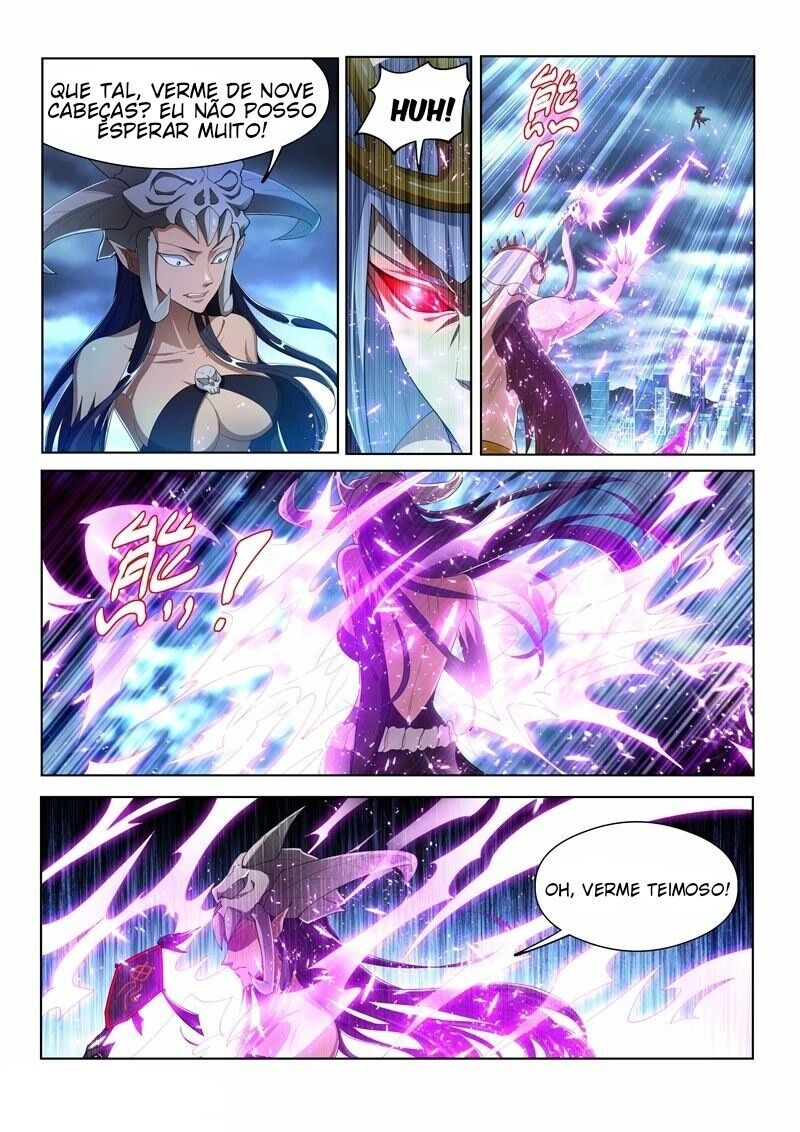 QUE TAL, VERME DE NOVE
CABEÇAS? EU NÃO POSSO
ESPERAR MUITO!
HUH!
熊!
熊!
OH, VERME TEIMOSO!